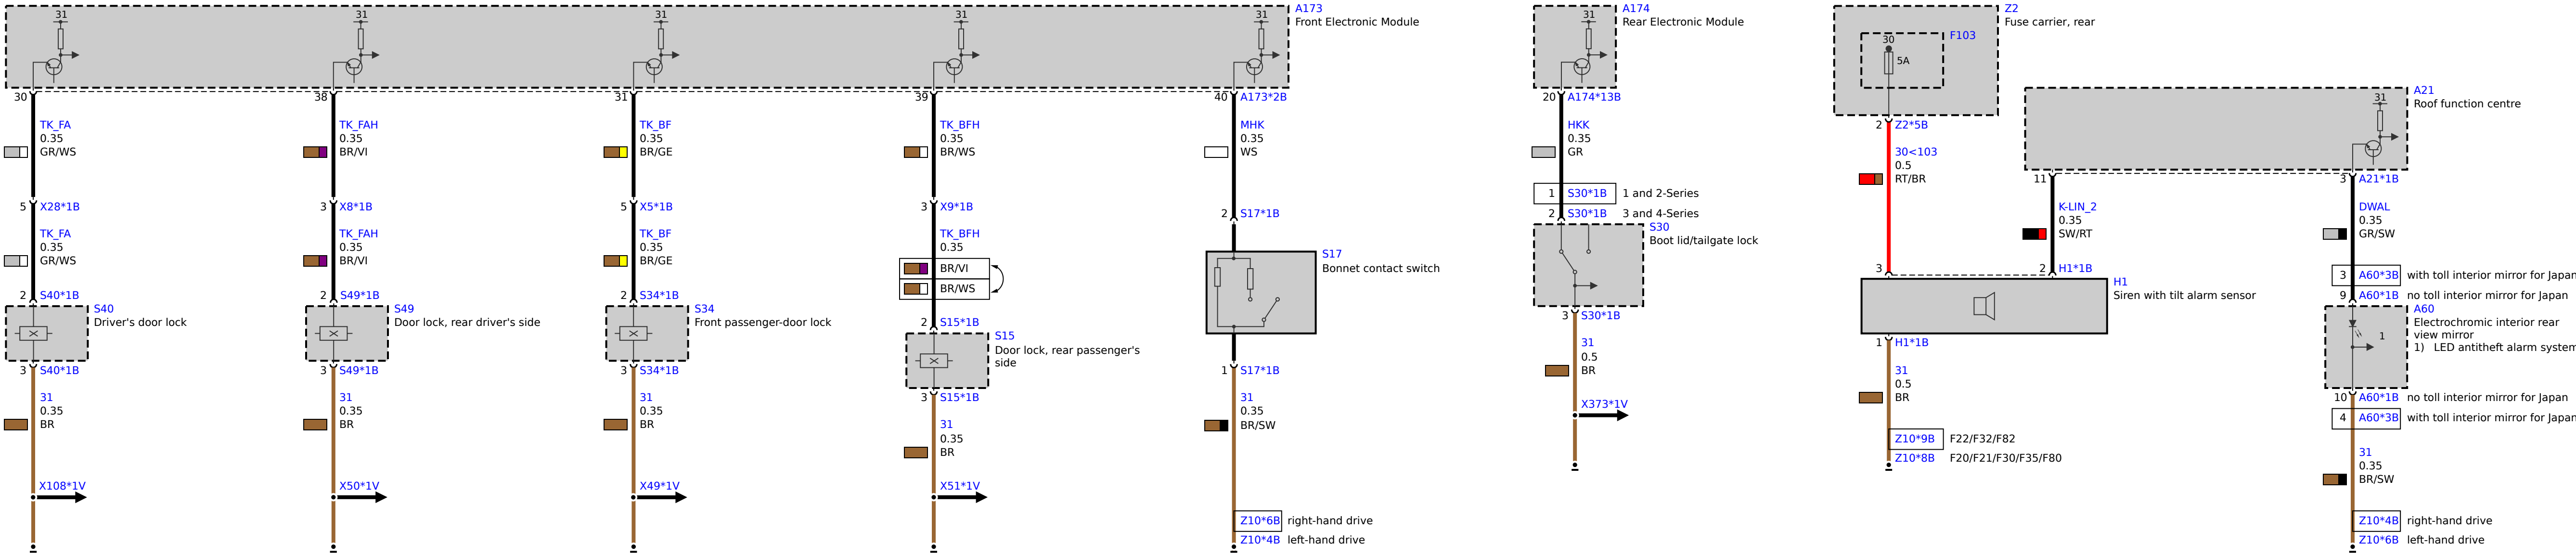 31
31
31
31
31
A173
Front Electronic Module
31
A174
Rear Electronic Module
Z2
Fuse carrier, rear
30
F103
5A
A21
Roof function centre
31
30
38
31
39
40 A173*2B
20 A174*13B
2 Z2*5B
TK_FA
0.35
GR/WS
TK_FAH
0.35
BR/VI
TK_BF
0.35
BR/GE
TK_BFH
0.35
BR/WS
MHK
0.35
WS
HKK
0.35
GR
30<103
0.5
RT/BR
11
3 A21*1B
1 S30*1B 1 and 2-Series
2 S30*1B 3 and 4-Series
5 X28*1B
3 X8*1B
5 X5*1B
3 X9*1B
2 S17*1B
K-LIN_2
0.35
SW/RT
DWAL
0.35
GR/SW
TK_FA
0.35
GR/WS
TK_FAH
0.35
BR/VI
TK_BF
0.35
BR/GE
TK_BFH
0.35
BR/VI
BR/WS
S17
Bonnet contact switch
S30
Boot lid/tailgate lock
3
2 H1*1B
H1
Siren with tilt alarm sensor
3 A60*3B with toll interior mirror for Japan
9 A60*1B no toll interior mirror for Japan
2 S40*1B
2 S49*1B
2 S34*1B
2 S15*1B
S40
Driver's door lock
S49
Door lock, rear driver's side
S34
Front passenger-door lock
S15
Door lock, rear passenger's
side
A60
Electrochromic interior rear
view mirror
1) LED antitheft alarm system
1
3 S30*1B
1 H1*1B
3 S40*1B
3 S49*1B
3 S34*1B
3 S15*1B
1 S17*1B
31
0.5
BR
31
0.5
BR
10 A60*1B no toll interior mirror for Japan
4 A60*3B with toll interior mirror for Japan
31
0.35
BR
31
0.35
BR
31
0.35
BR
31
0.35
BR
31
0.35
BR/SW
X373*1V
Z10*9B F22/F32/F82
Z10*8B F20/F21/F30/F35/F80
31
0.35
BR/SW
X108*1V
X50*1V
X49*1V
X51*1V
Z10*6B right-hand drive
Z10*4B left-hand drive
Z10*4B right-hand drive
Z10*6B left-hand drive